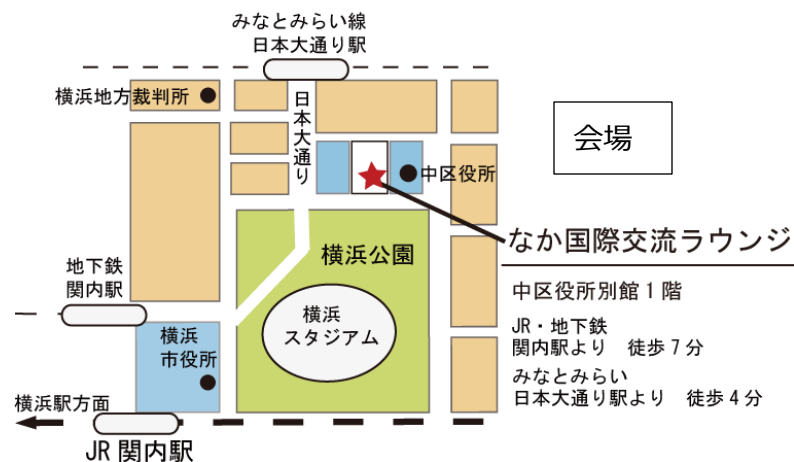 みなとみらい線
日本大通り駅
横浜地方裁判所
日本大通り
会場
中区役所
なか国際交流ラウンジ
横浜公園
地下鉄
関内駅
中区役所別館1階
横浜
スタジアム
横浜
市役所
JR・地下鉄
関内駅より 徒歩7分
みなとみらい
日本大通り駅より 徒歩4分
横浜駅方面
JR関内駅